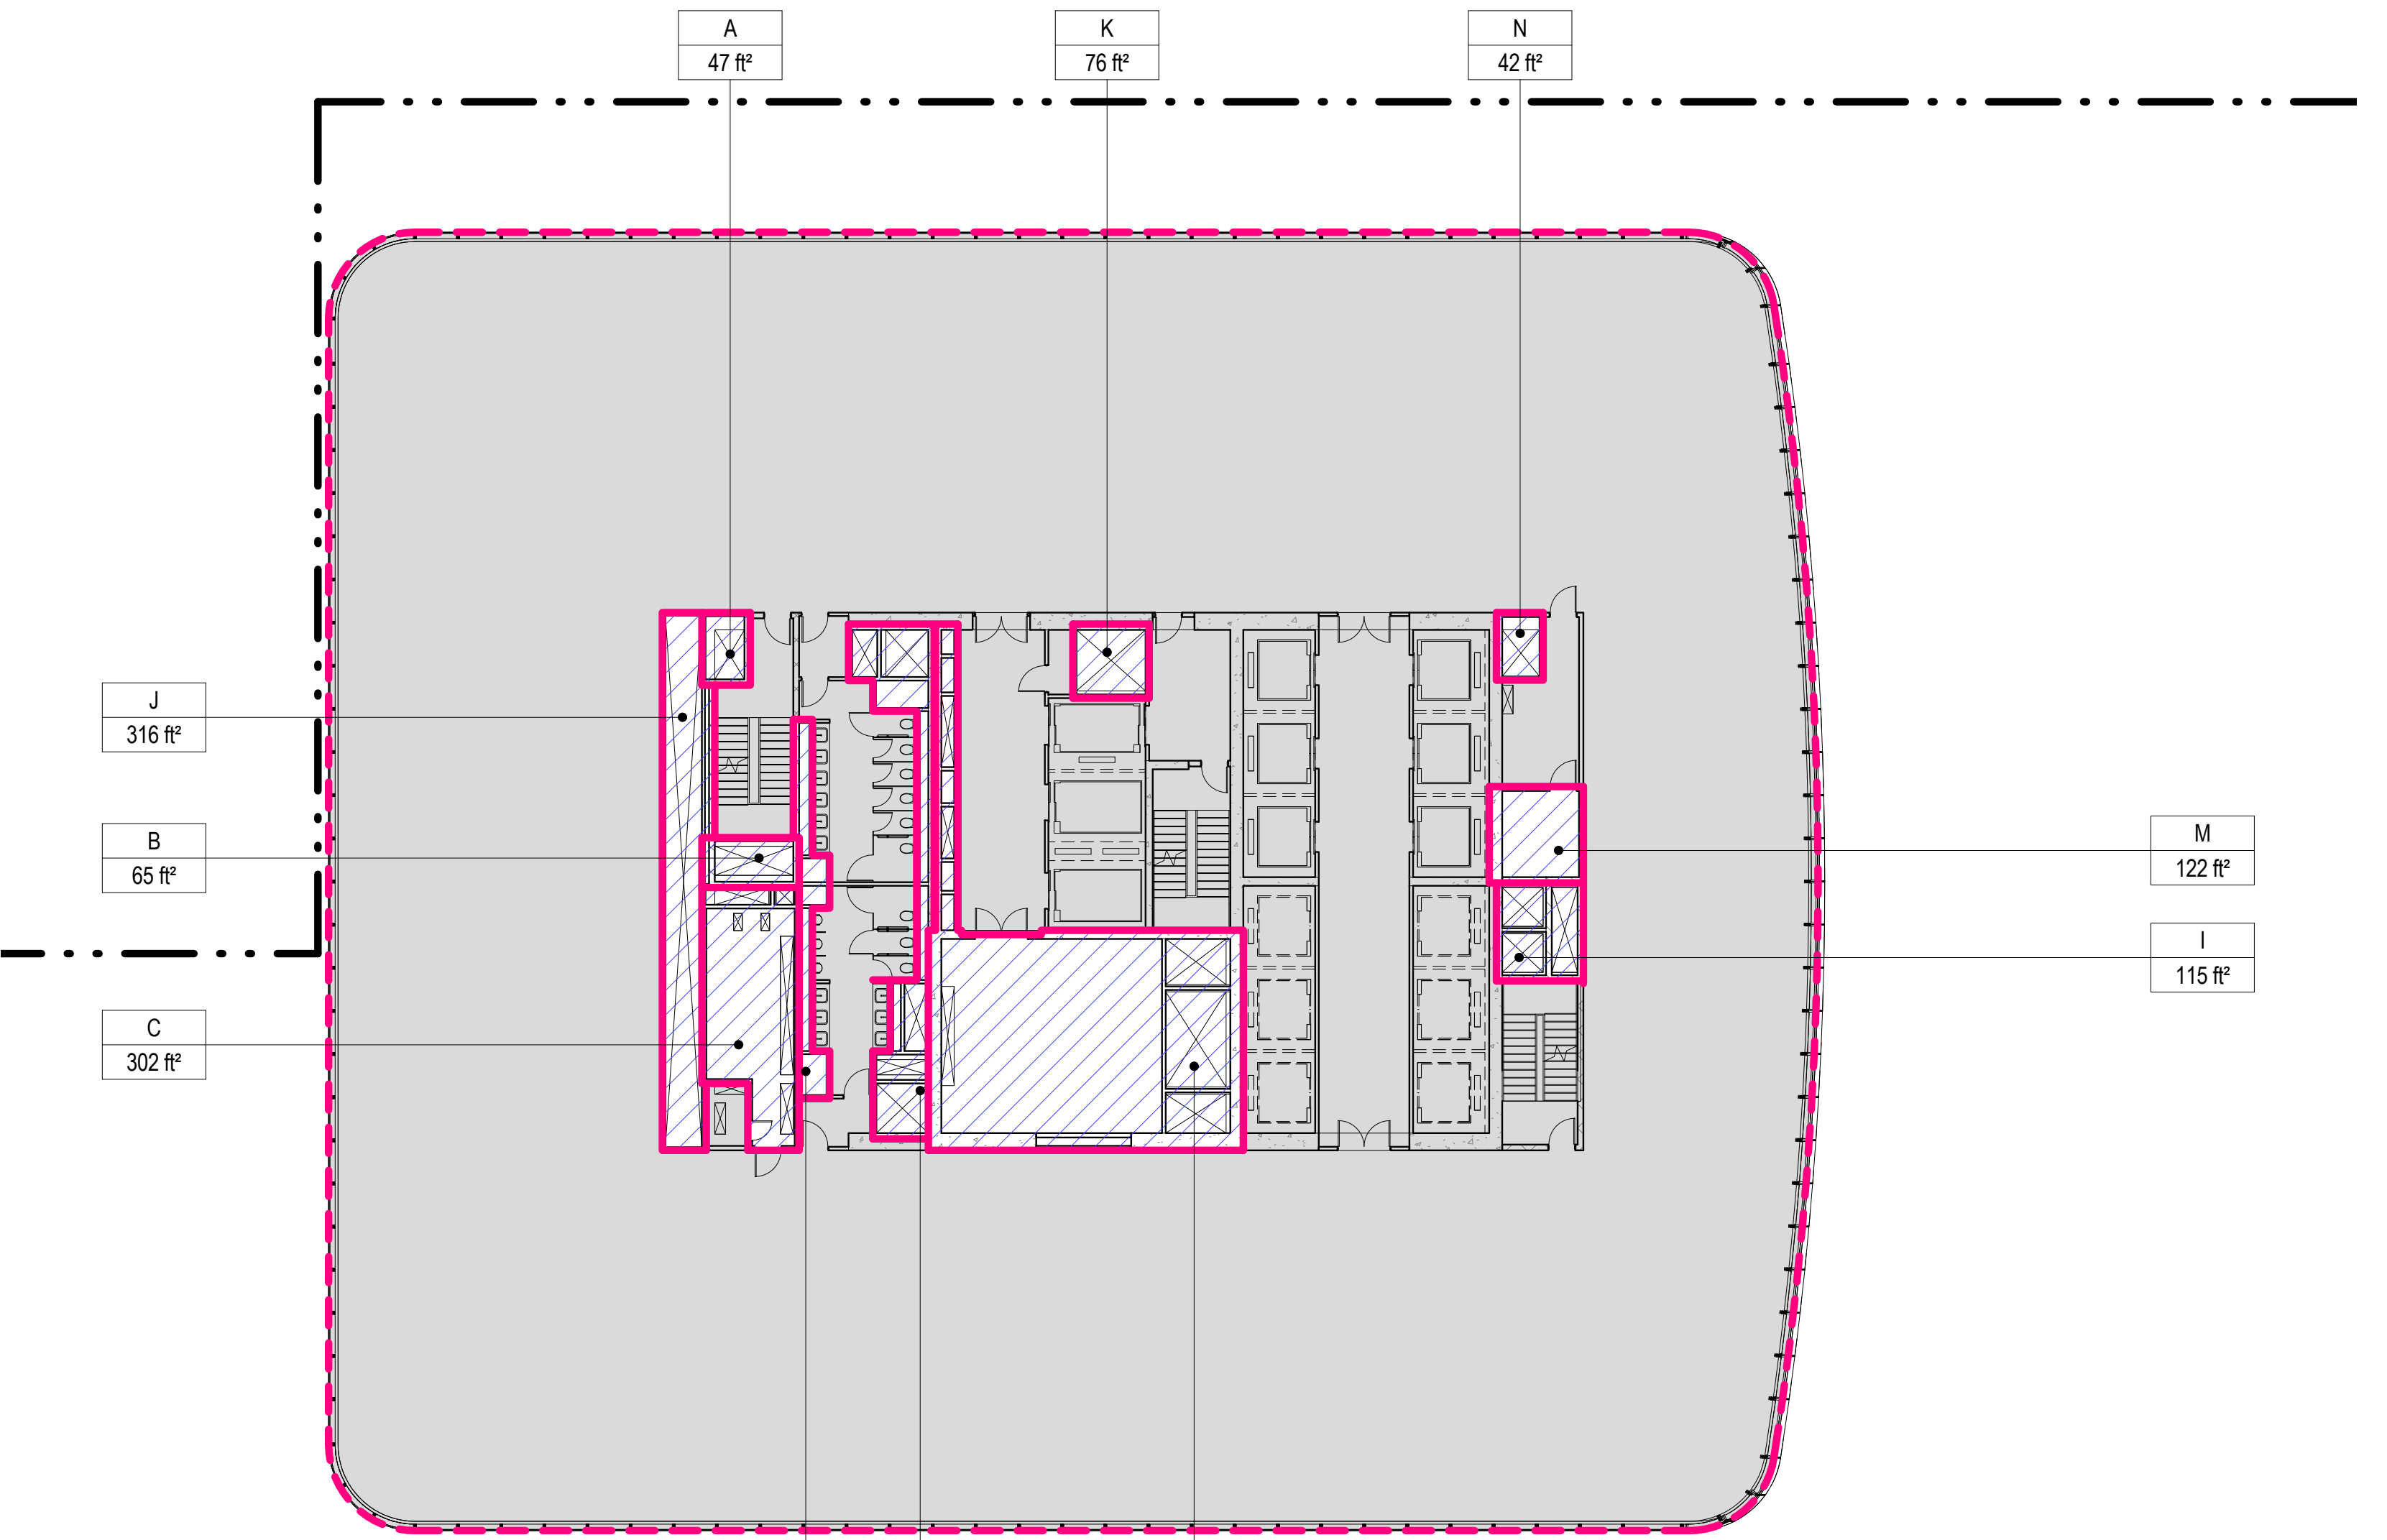 A
47 ft²
K
76 ft²
N
42 ft²
J
316 ft²
B
65 ft²
M
122 ft²
I
115 ft²
C
302 ft²